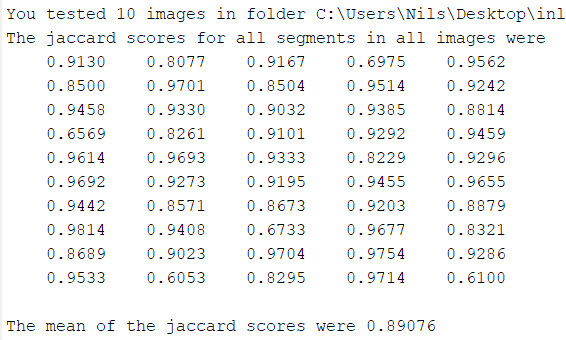 You tested 10 images in folder C:\Users\Nils\Desktop\inl
The jaccard scores for all segments in all images were
0.9130 0.8077 0.9167 0.6975 0.9562
0.8500 0.9701 0.8504 0.9514 0.9242
0.9458 0.9330 0.9032 0.9385 0.8814
0.6569 0.8261 0.9101 0.9292 0.9459
0.9614 0.9693 0.9333 0.8229 0.9296
0.9692 0.9273 0.9195 0.9455 0.9655
0.9442 0.8571 0.8673 0.9203 0.8879
0.9814 0.9408 0.6733 0.9677 0.8321
0.8689 0.9023 0.9704 0.9754 0.9286
0.9533 0.6053 0.8295 0.9714 0.6100
The mean of the jaccard scores were 0.89076